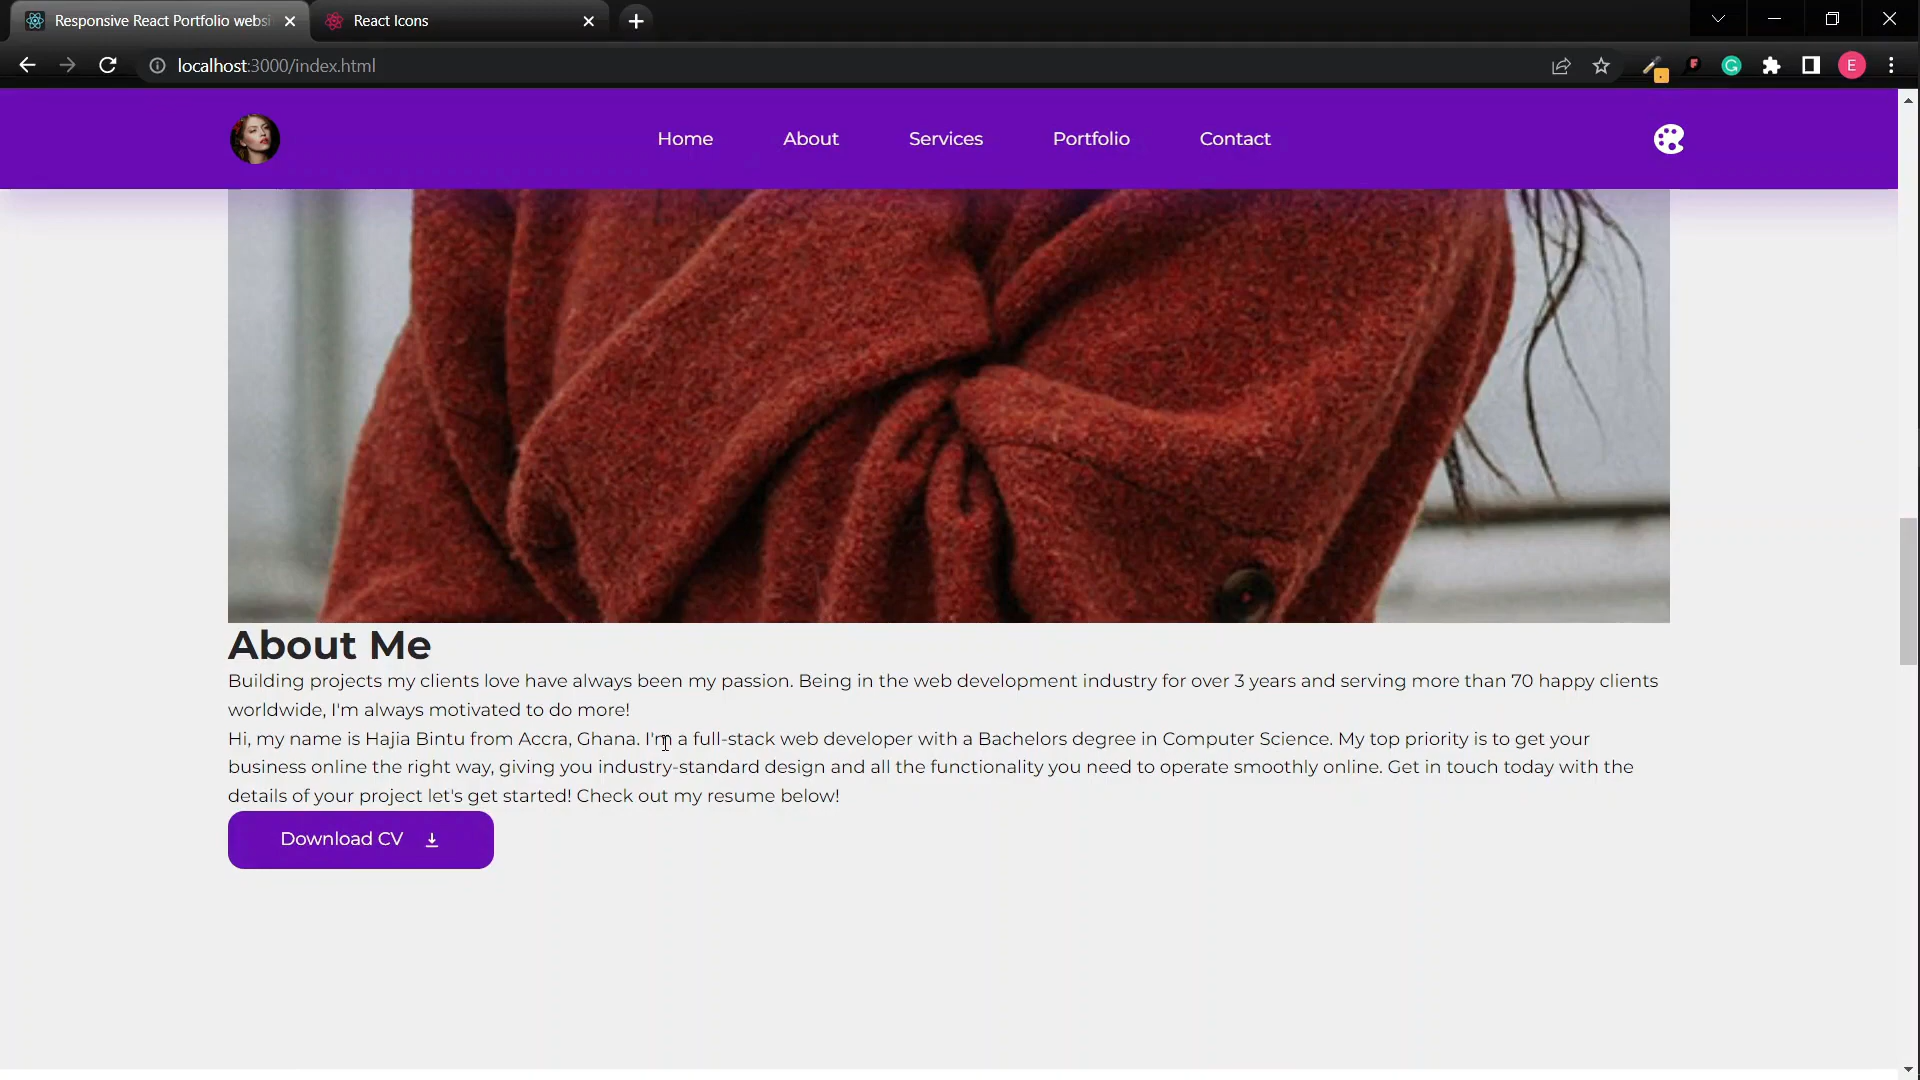 Responsive React Portfolio websi
React Icons
localhost:3000/index.html
E
Home
About
Services
Portfolio
Contact
About Me
Building projects my clients love have always been my passion. Being in the web development industry for over 3 years and serving more than 70 happy clients
worldwide, I'm always motivated to do more!
Hi, my name is Hajia Bintu from Accra, Ghana. I'm a full-stack web developer with a Bachelors degree in Computer Science. My top priority is to get your
business online the right way, giving you industry-standard design and all the functionality you need to operate smoothly online. Get in touch today with the
details of your project let's get started! Check out my resume below!
Download CV